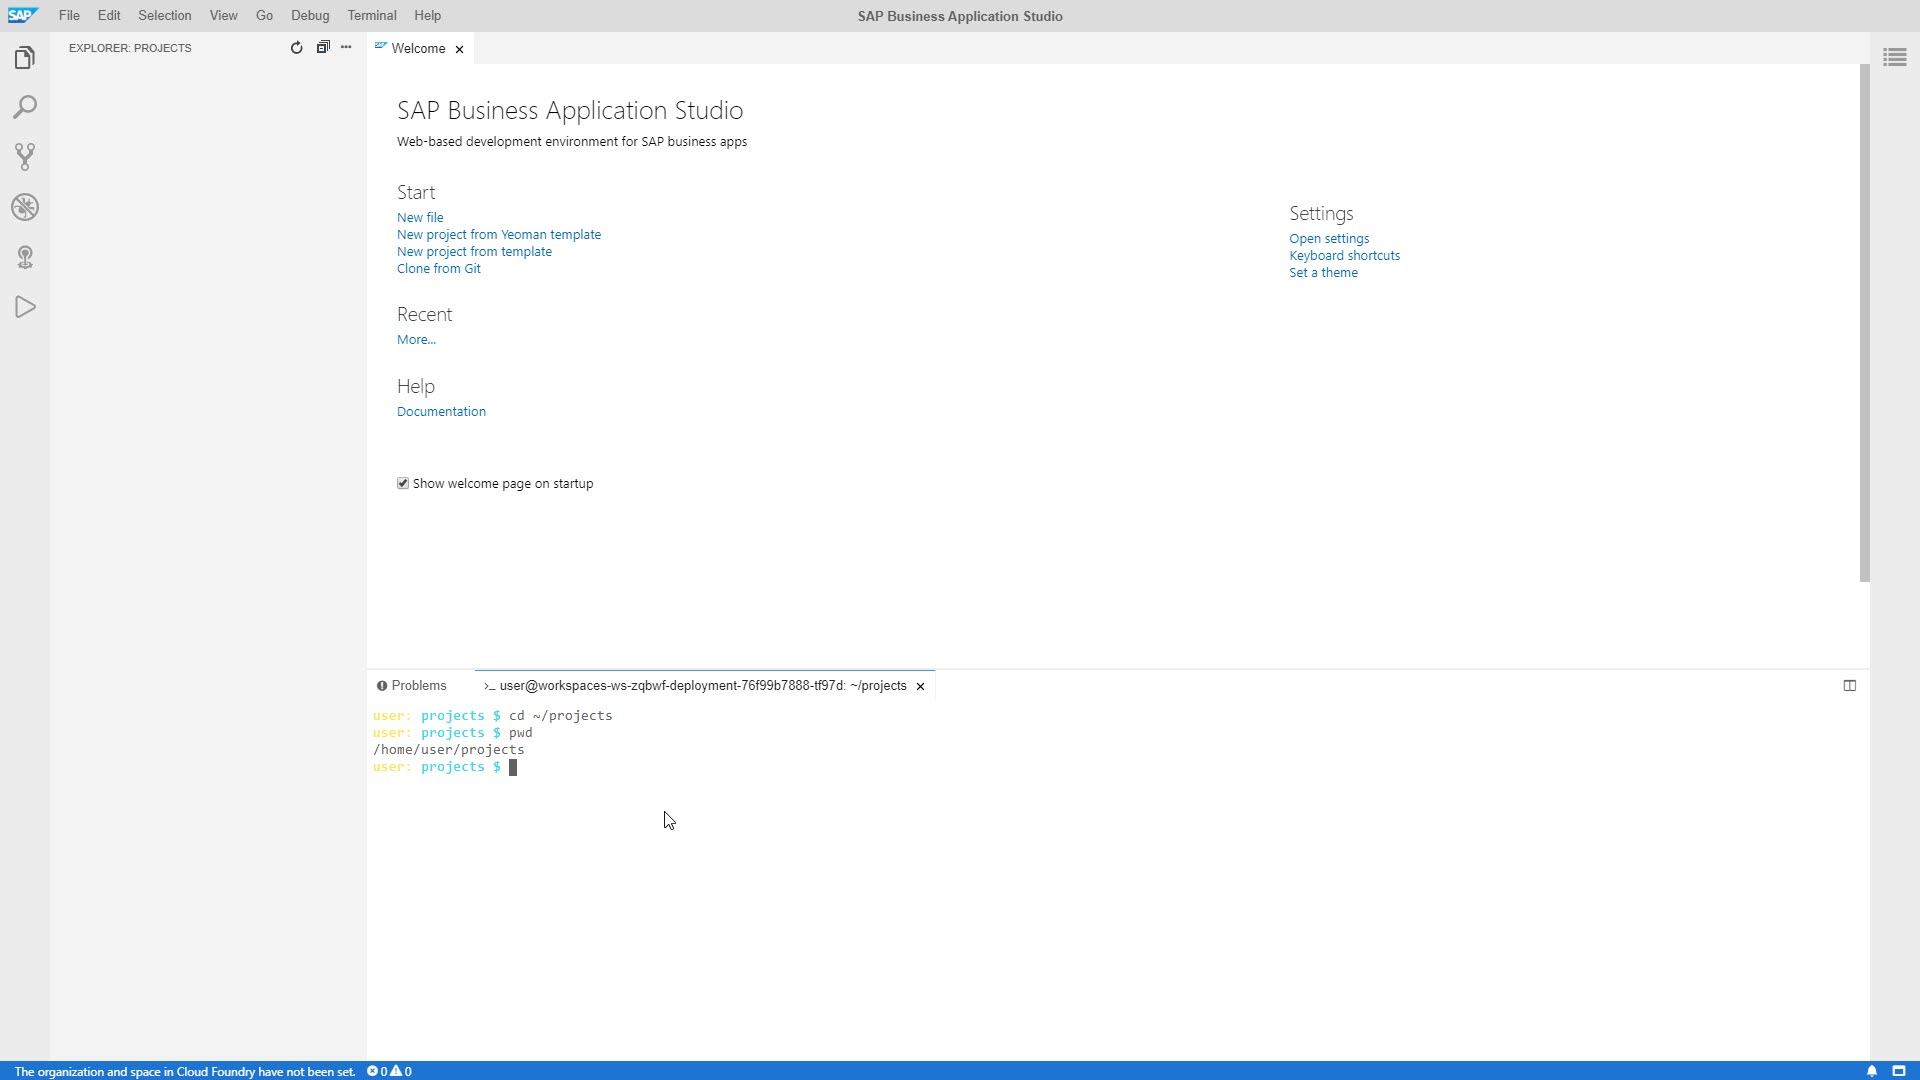 SAP File Edit Selection View Go Debug Terminal Help SAP Business Application Studio
EXPLORER: PROJECTS
Welcome
SAP Business Application Studio
Web-based development environment for SAP business apps
Start
New file
New project from Yeoman template
New project from template
Clone from Git
Settings
Open settings
Keyboard shortcuts
Set a theme
Recent
More...
Help
Documentation
Show welcome page on startup
Problems >_ user@workspaces-ws-zqbwf-deployment-76f99b7888-tf97d: ~/projects
user: projects $ cd ~/projects
user: projects $ pwd
/home/user/projects
user: projects $
The organization and space in Cloud Foundry have not been set. 0 0